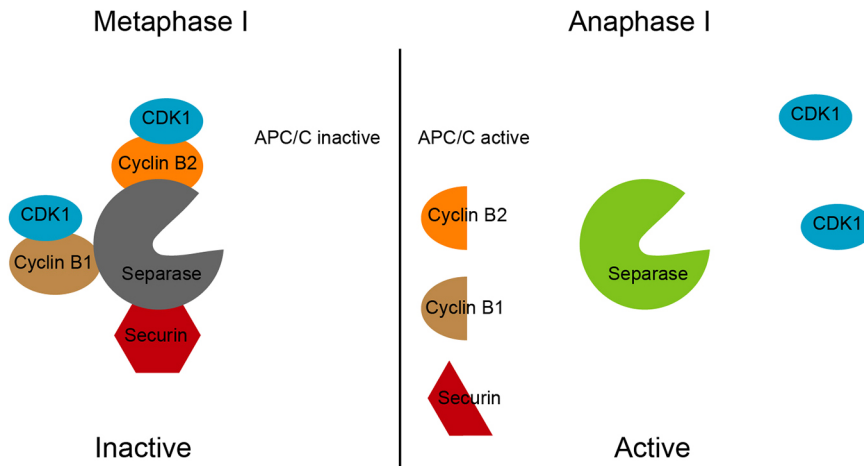 Metaphase I
Anaphase I
CDK1
Cyclin B2
APC/C inactive
CDK1
Cyclin B1
Separase
Securin
Inactive
APC/C active
CDK1
Cyclin B2
CDK1
Separase
Cyclin B1
Securin
Active